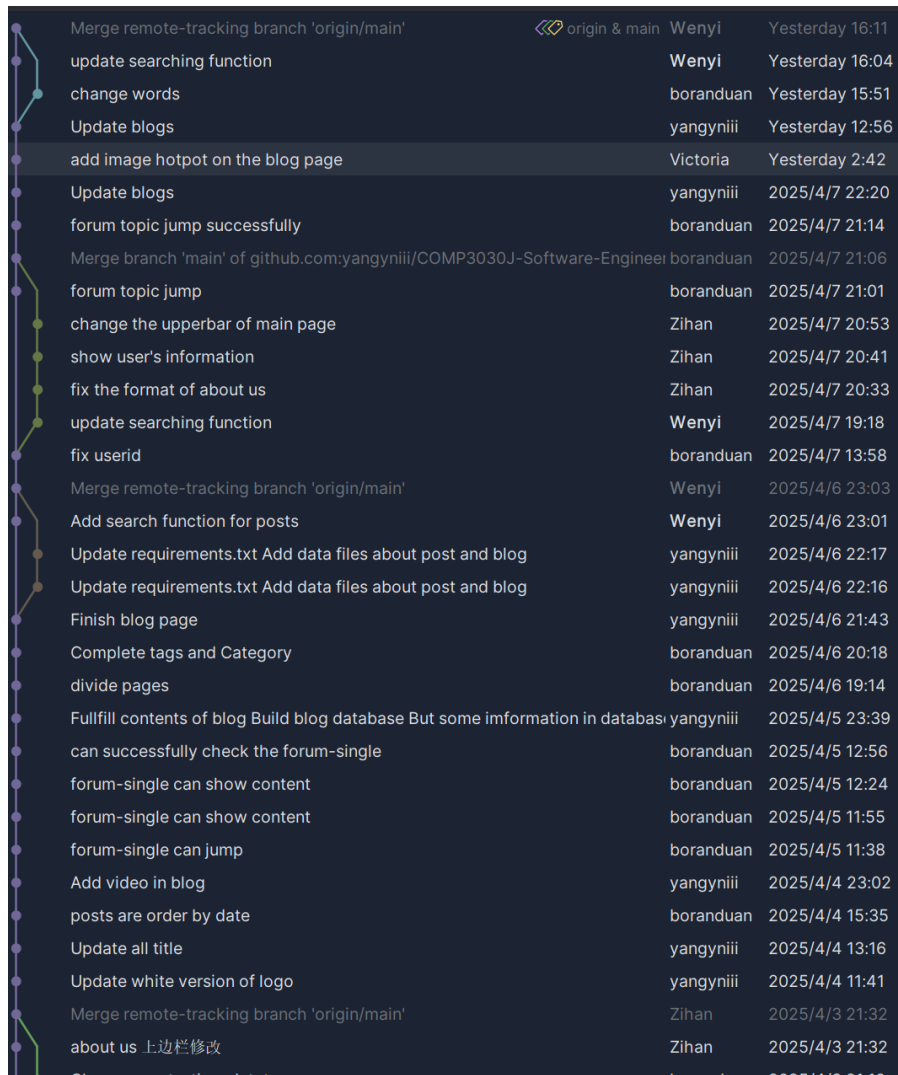 Merge remote-tracking branch 'origin/main' origin & main Wenyi Yesterday 16:11
update searching function Wenyi Yesterday 16:04
change words boranduan Yesterday 15:51
Update blogs yangyniii Yesterday 12:56
add image hotpot on the blog page Victoria Yesterday 2:42
Update blogs yangyniii 2025/4/7 22:20
forum topic jump successfully boranduan 2025/4/7 21:14
Merge branch 'main' of github.com:yangyniii/COMP3030J-Software-Engineer boranduan 2025/4/7 21:06
forum topic jump boranduan 2025/4/7 21:01
change the upperbar of main page Zihan 2025/4/7 20:53
show user's information Zihan 2025/4/7 20:41
fix the format of about us Zihan 2025/4/7 20:33
update searching function Wenyi 2025/4/7 19:18
fix userid boranduan 2025/4/7 13:58
Merge remote-tracking branch 'origin/main' Wenyi 2025/4/6 23:03
Add search function for posts Wenyi 2025/4/6 23:01
Update requirements.txt Add data files about post and blog yangyniii 2025/4/6 22:17
Update requirements.txt Add data files about post and blog yangyniii 2025/4/6 22:16
Finish blog page yangyniii 2025/4/6 21:43
Complete tags and Category boranduan 2025/4/6 20:18
divide pages boranduan 2025/4/6 19:14
Fullfill contents of blog Build blog database But some imformation in databas yangyniii 2025/4/5 23:39
can successfully check the forum-single boranduan 2025/4/5 12:56
forum-single can show content boranduan 2025/4/5 12:24
forum-single can show content boranduan 2025/4/5 11:55
forum-single can jump boranduan 2025/4/5 11:38
Add video in blog yangyniii 2025/4/4 23:02
posts are order by date boranduan 2025/4/4 15:35
Update all title yangyniii 2025/4/4 13:16
Update white version of logo yangyniii 2025/4/4 11:41
Merge remote-tracking branch 'origin/main' Zihan 2025/4/3 21:32
about us 上边栏修改 Zihan 2025/4/3 21:32